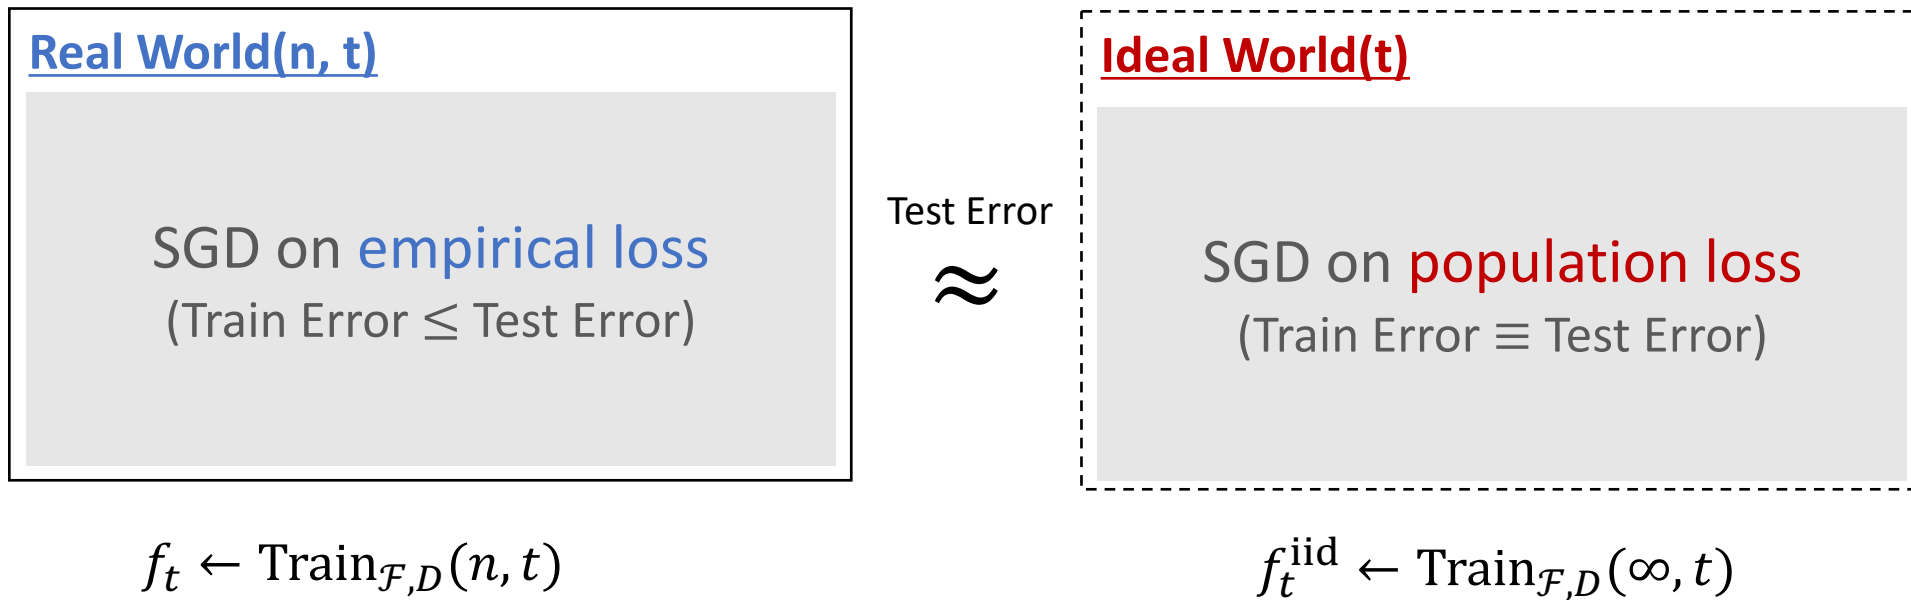 Real World(n, t)
SGD on empirical loss
(Train Error ≤ Test Error)
f_t ← Train_{ℱ,D}(n, t)
Test Error
≈
Ideal World(t)
SGD on population loss
(Train Error ≡ Test Error)
f_t^{iid} ← Train_{ℱ,D}(∞, t)